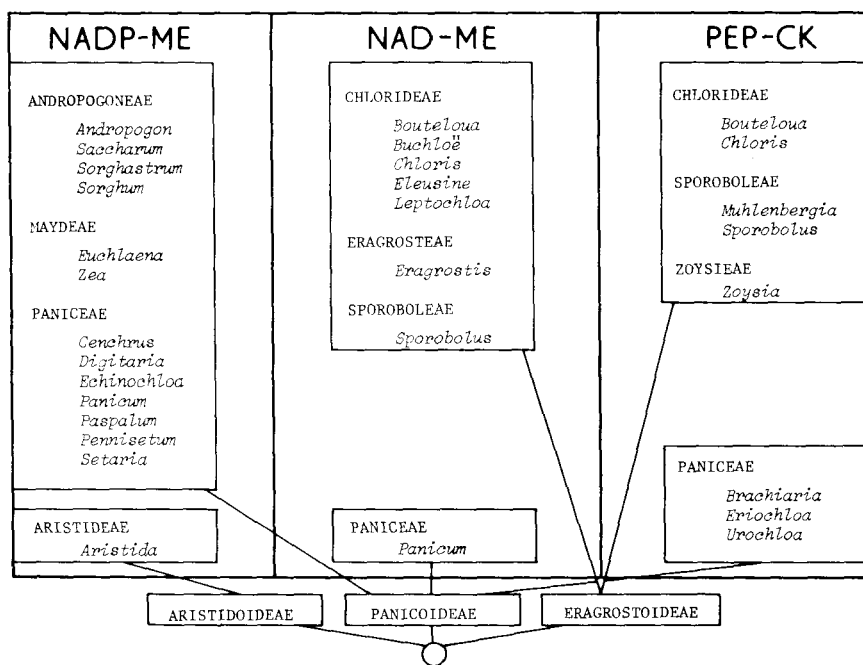 NADP-ME
ANDROPOGONEAE
Andropogon
Saccharum
Sorghastrum
Sorghum
MAYDEAE
Euchlaena
Zea
PANICEAE
Cenchrus
Digitaria
Echinochloa
Panicum
Paspalum
Pennisetum
Setaria
ARISTIDEAE
Aristida
NAD-ME
CHLORIDEAE
Bouteloua
Buchloë
Chloris
Eleusine
Leptochloa
ERAGROSTEAE
Eragrostis
SPOROBOLEAE
Sporobolus
PANICEAE
Panicum
PEP-CK
CHLORIDEAE
Bouteloua
Chloris
SPOROBOLEAE
Muhlenbergia
Sporobolus
ZOYSIEAE
Zoysia
PANICEAE
Brachiaria
Eriochloa
Urochloa
ARISTIDOIDEAE
PANICOIDEAE
ERAGROSTOIDEAE